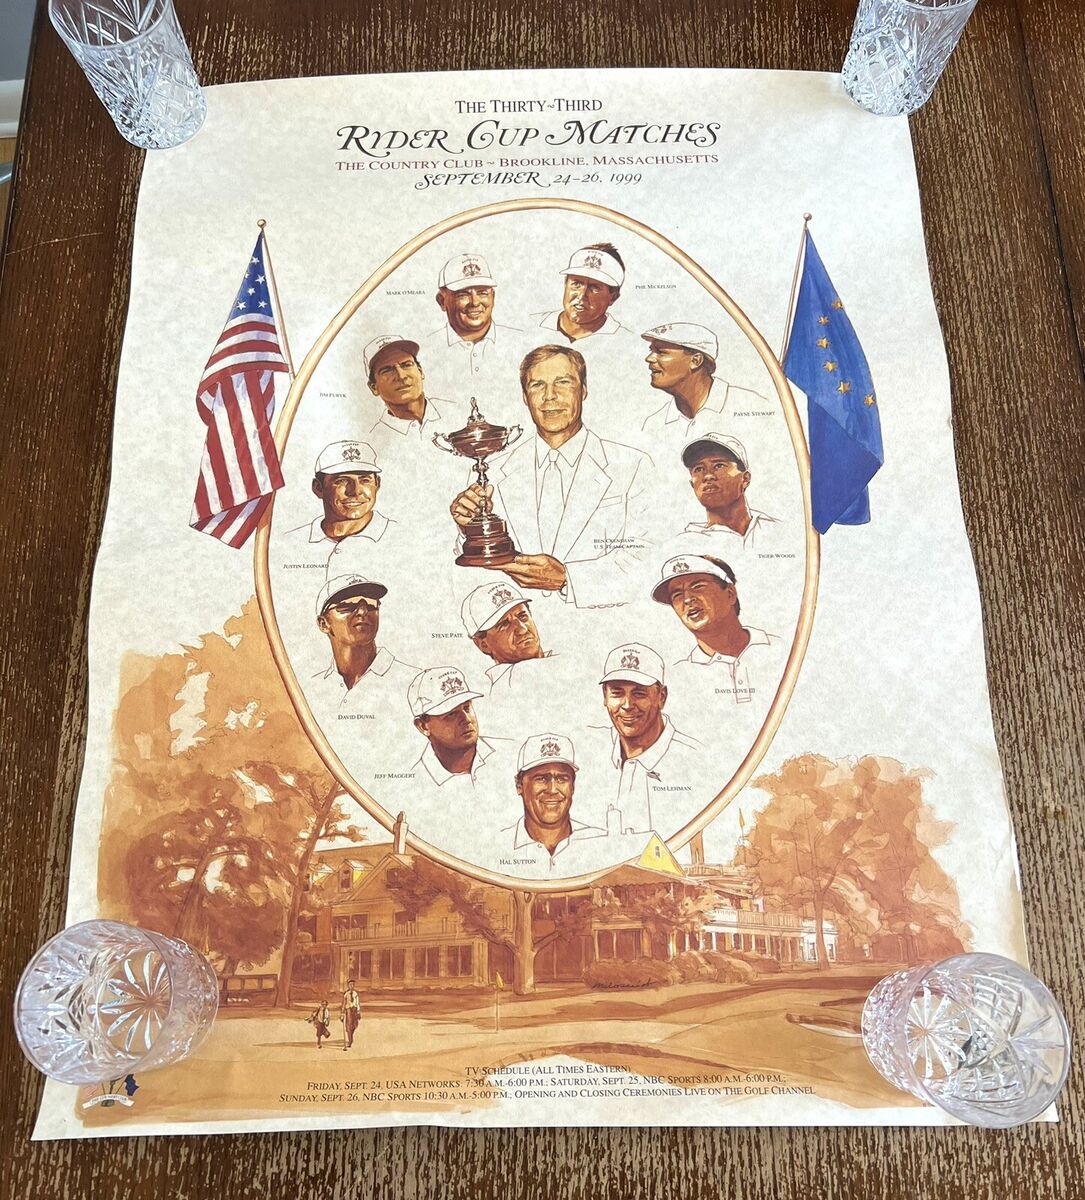 THE THIRTY~THIRD
RYDER CUP MATCHES
THE COUNTRY CLUB ~ BROOKLINE, MASSACHUSETTS
SEPTEMBER 24-26, 1999
MARK O'MEARA
PHIL MICKELSON
JIM FURYK
PAYNE STEWART
BEN CRENSHAW
U.S. TEAM CAPTAIN
TIGER WOODS
JUSTIN LEONARD
STEVE PATE
DAVIS LOVE III
DAVID DUVAL
JEFF MAGGERT
TOM LEHMAN
HAL SUTTON
TV SCHEDULE (ALL TIMES EASTERN)
FRIDAY, SEPT. 24, USA NETWORKS 7:30 A.M.-6:00 P.M.; SATURDAY, SEPT. 25, NBC SPORTS 8:00 A.M.-6:00 P.M.;
SUNDAY, SEPT. 26, NBC SPORTS 10:30 A.M.-5:00 P.M.; OPENING AND CLOSING CEREMONIES LIVE ON THE GOLF CHANNEL